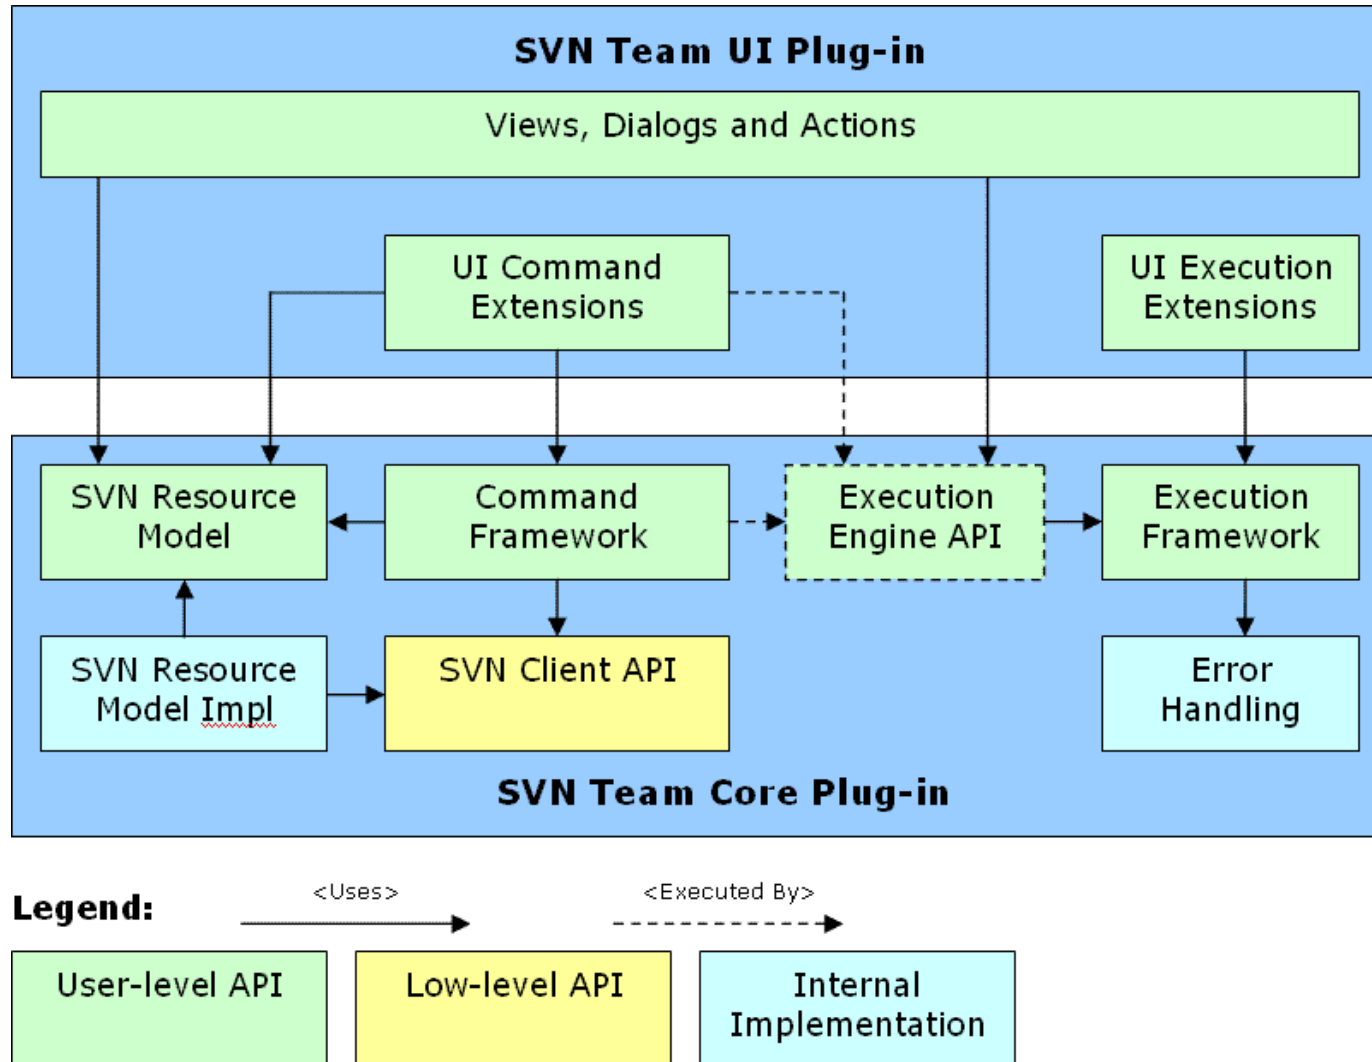 SVN Team UI Plug-in
Views, Dialogs and Actions
UI Command
Extensions
UI Execution
Extensions
SVN Resource
Model
Command
Framework
Execution
Engine API
Execution
Framework
SVN Resource
Model Impl
SVN Client API
Error
Handling
SVN Team Core Plug-in
Legend:
<Uses>
<Executed By>
User-level API
Low-level API
Internal
Implementation